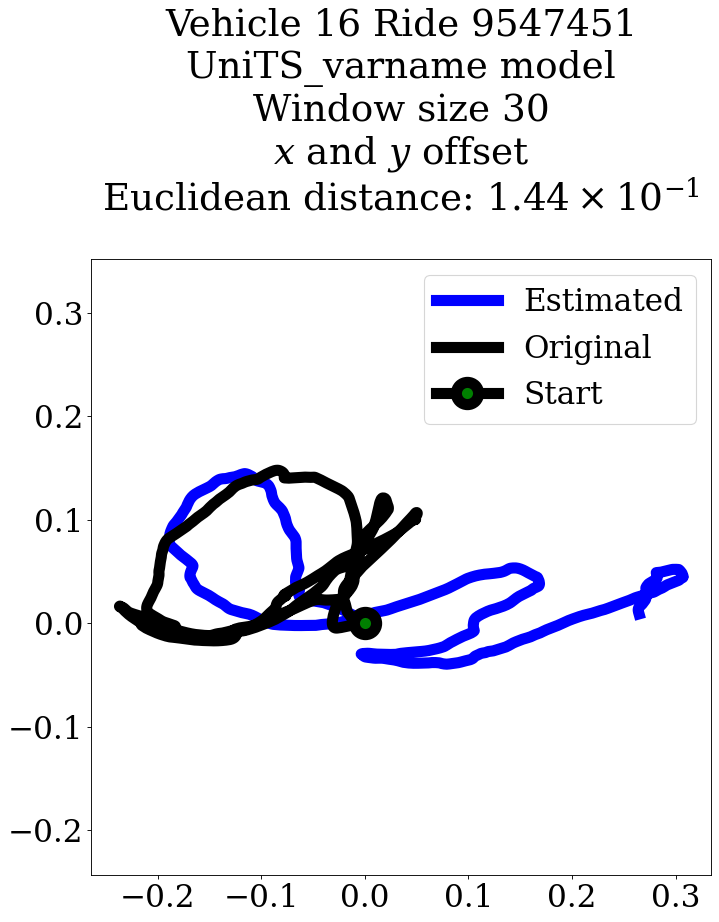 Vehicle 16 Ride 9547451
UniTS_varname model
Window size 30
x and y offset
Euclidean distance: 1.44 × 10⁻¹
Estimated
Original
Start
0.3
0.2
0.1
0.0
−0.1
−0.2
−0.2 −0.1 0.0 0.1 0.2 0.3